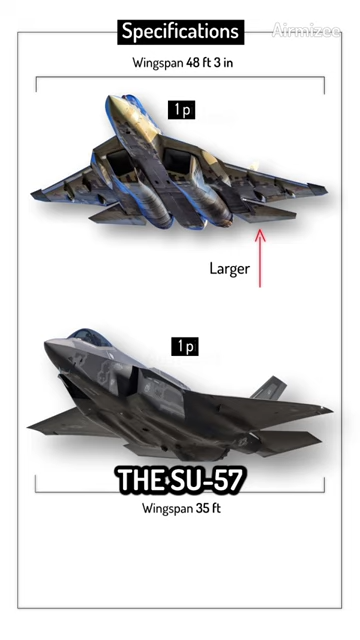 Specifications
Airmizee
Wingspan 48 ft 3 in
1 p
Larger
1 p
THE SU-57
Wingspan 35 ft